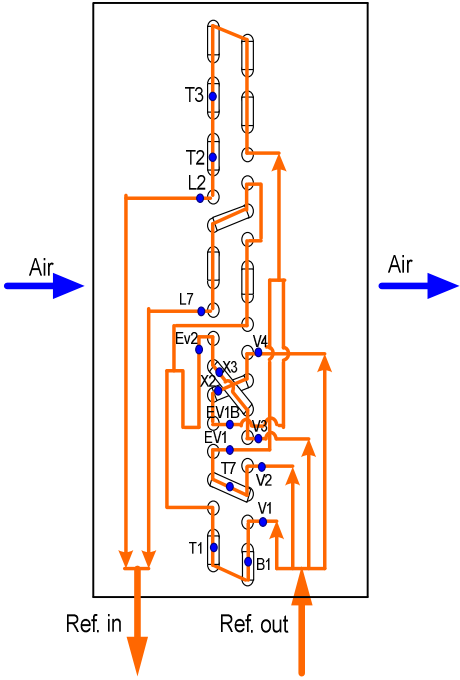 T3
T2
L2
Air
Air
L7
Ev2
V4
X3
X2
EV1B
V3
EV1
T7
V2
V1
T1
B1
Ref. in
Ref. out